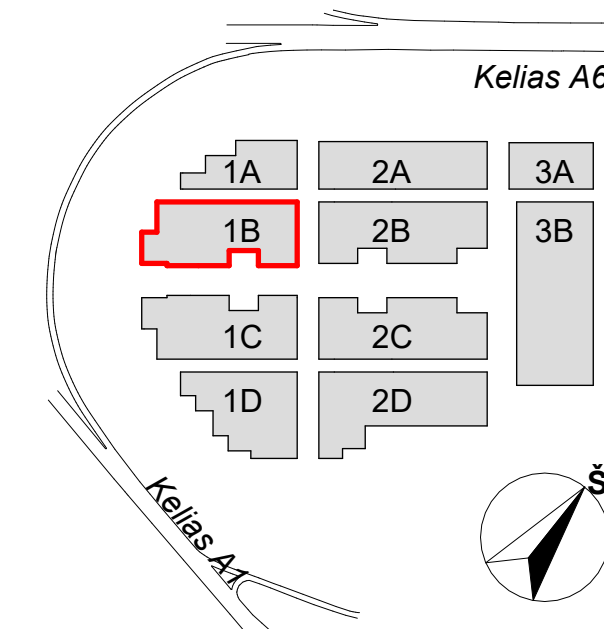 Kelias A6
1A 2A 3A
1B 2B 3B
1C 2C
1D 2D
Š
Kelias A1